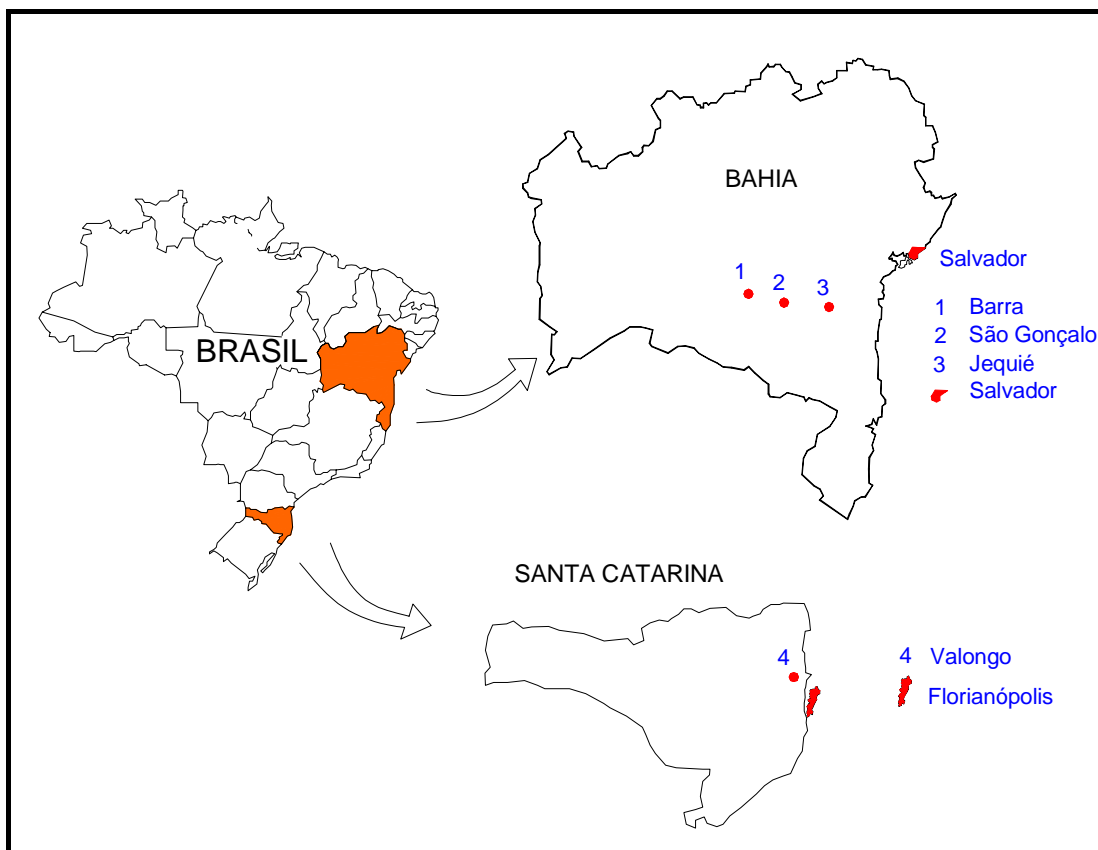 BRASIL
BAHIA
1
2
3
Salvador
1 Barra
2 São Gonçalo
3 Jequié
Salvador
SANTA CATARINA
4
4 Valongo
Florianópolis